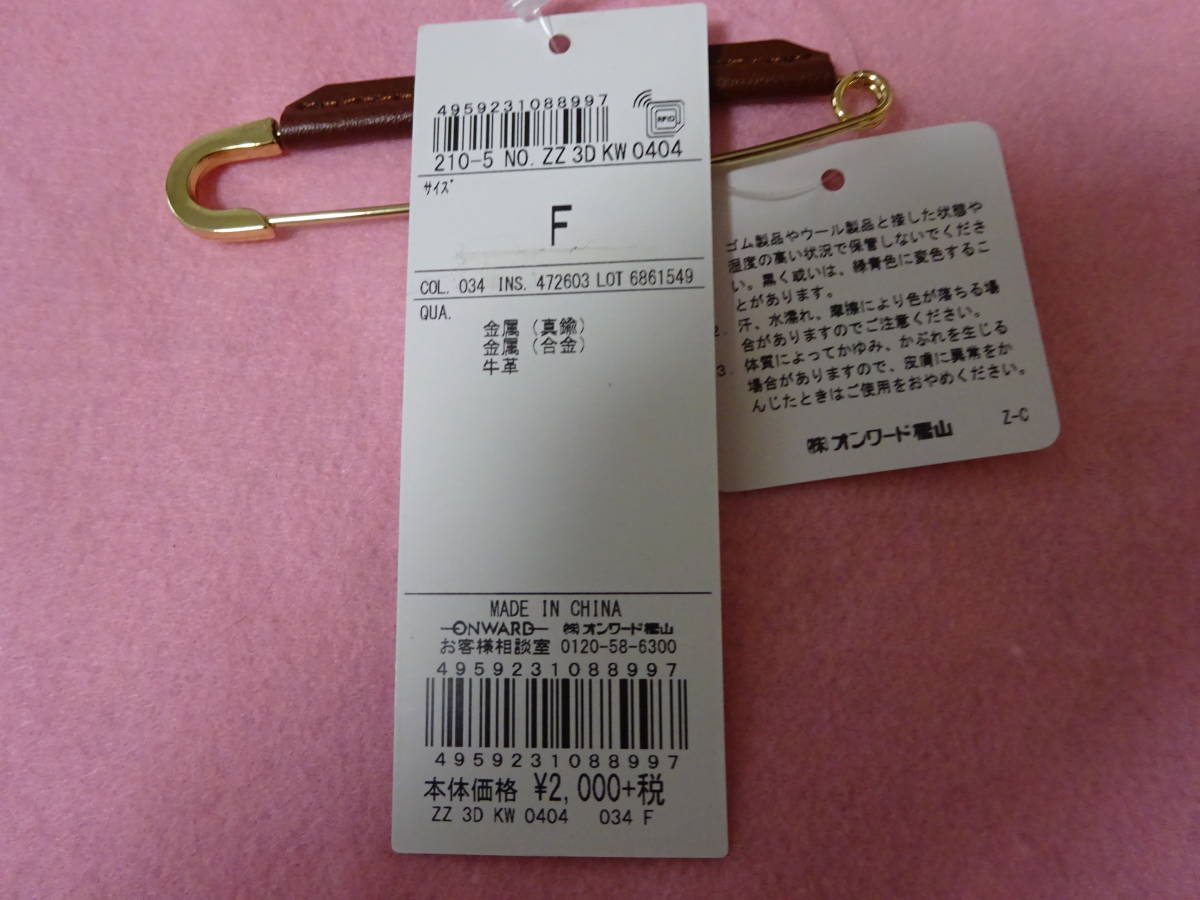 4959231088997
RFID
210-5 NO. ZZ 3D KW 0404
サイズ
F
COL. 034 INS. 472603 LOT 6861549
QUA.
金属（真鍮）
金属（合金）
牛革
MADE IN CHINA
ONWARD ㈱オンワード樫山
お客様相談室 0120-58-6300
4959231088997
4959231088997
本体価格 ¥2,000+税
ZZ 3D KW 0404 034 F
ゴム製品やウール製品と接した状態や
湿度の高い状況で保管しないでくださ
い。黒く或いは、緑青色に変色するこ
とがあります。
2. 汗、水濡れ、摩擦により色が落ちる場
合がありますのでご注意ください。
3. 体質によってかゆみ、かぶれを生じる
場合がありますので、皮膚に異常をか
んじたときはご使用をおやめください。
㈱オンワード樫山 Z-C